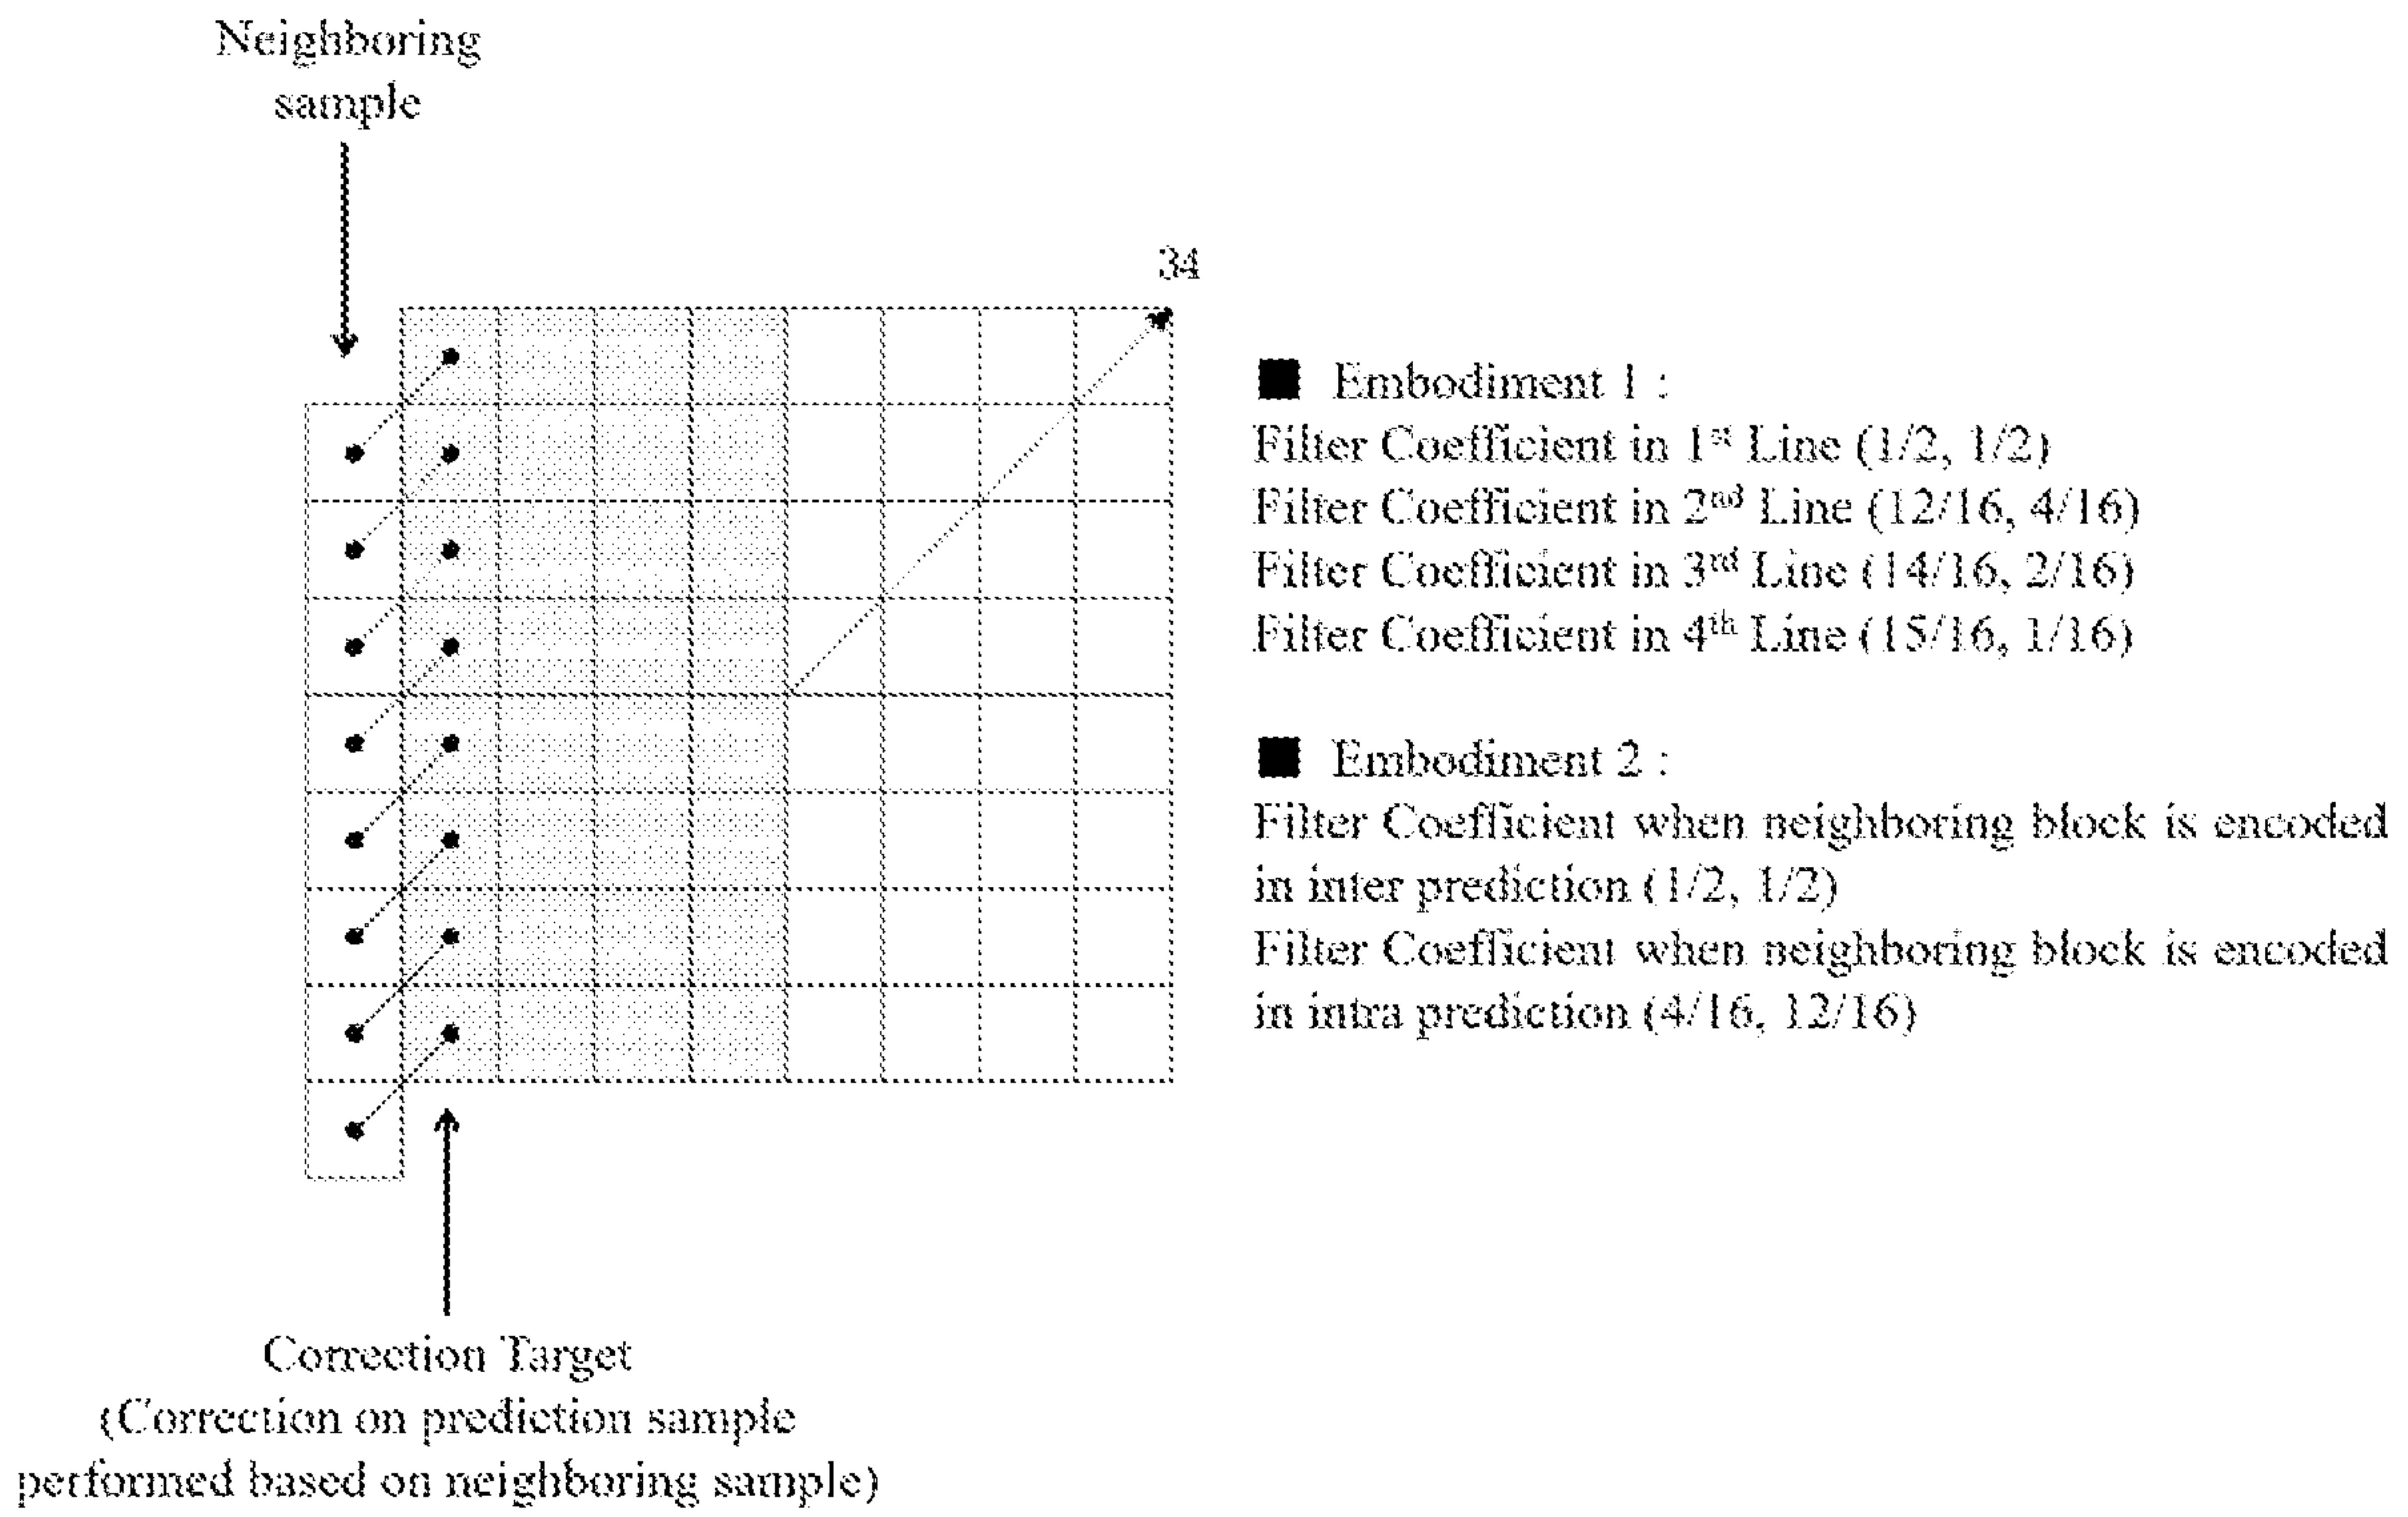 Neighboring
sample
34
■ Embodiment 1 :
Filter Coefficient in 1st Line (1/2, 1/2)
Filter Coefficient in 2nd Line (12/16, 4/16)
Filter Coefficient in 3rd Line (14/16, 2/16)
Filter Coefficient in 4th Line (15/16, 1/16)
■ Embodiment 2 :
Filter Coefficient when neighboring block is encoded
in inter prediction (1/2, 1/2)
Filter Coefficient when neighboring block is encoded
in intra prediction (4/16, 12/16)
Correction Target
(Correction on prediction sample
performed based on neighboring sample)